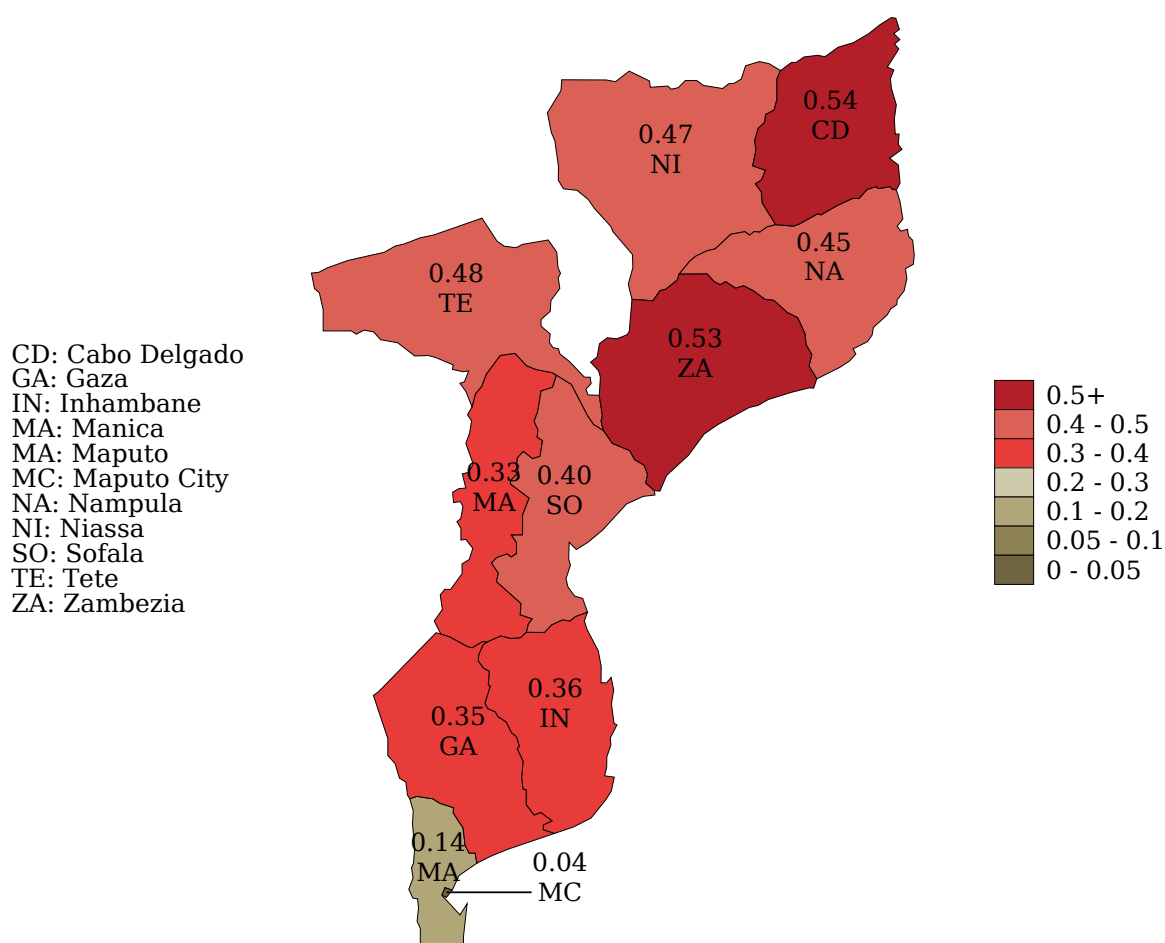 0.54
CD
0.47
NI
0.45
NA
0.48
TE
0.53
ZA
CD: Cabo Delgado
GA: Gaza
IN: Inhambane
MA: Manica
MA: Maputo
MC: Maputo City
NA: Nampula
NI: Niassa
SO: Sofala
TE: Tete
ZA: Zambezia
0.5+
0.4 - 0.5
0.3 - 0.4
0.2 - 0.3
0.1 - 0.2
0.05 - 0.1
0 - 0.05
0.33
MA
0.40
SO
0.36
IN
0.35
GA
0.14
MA
0.04
MC